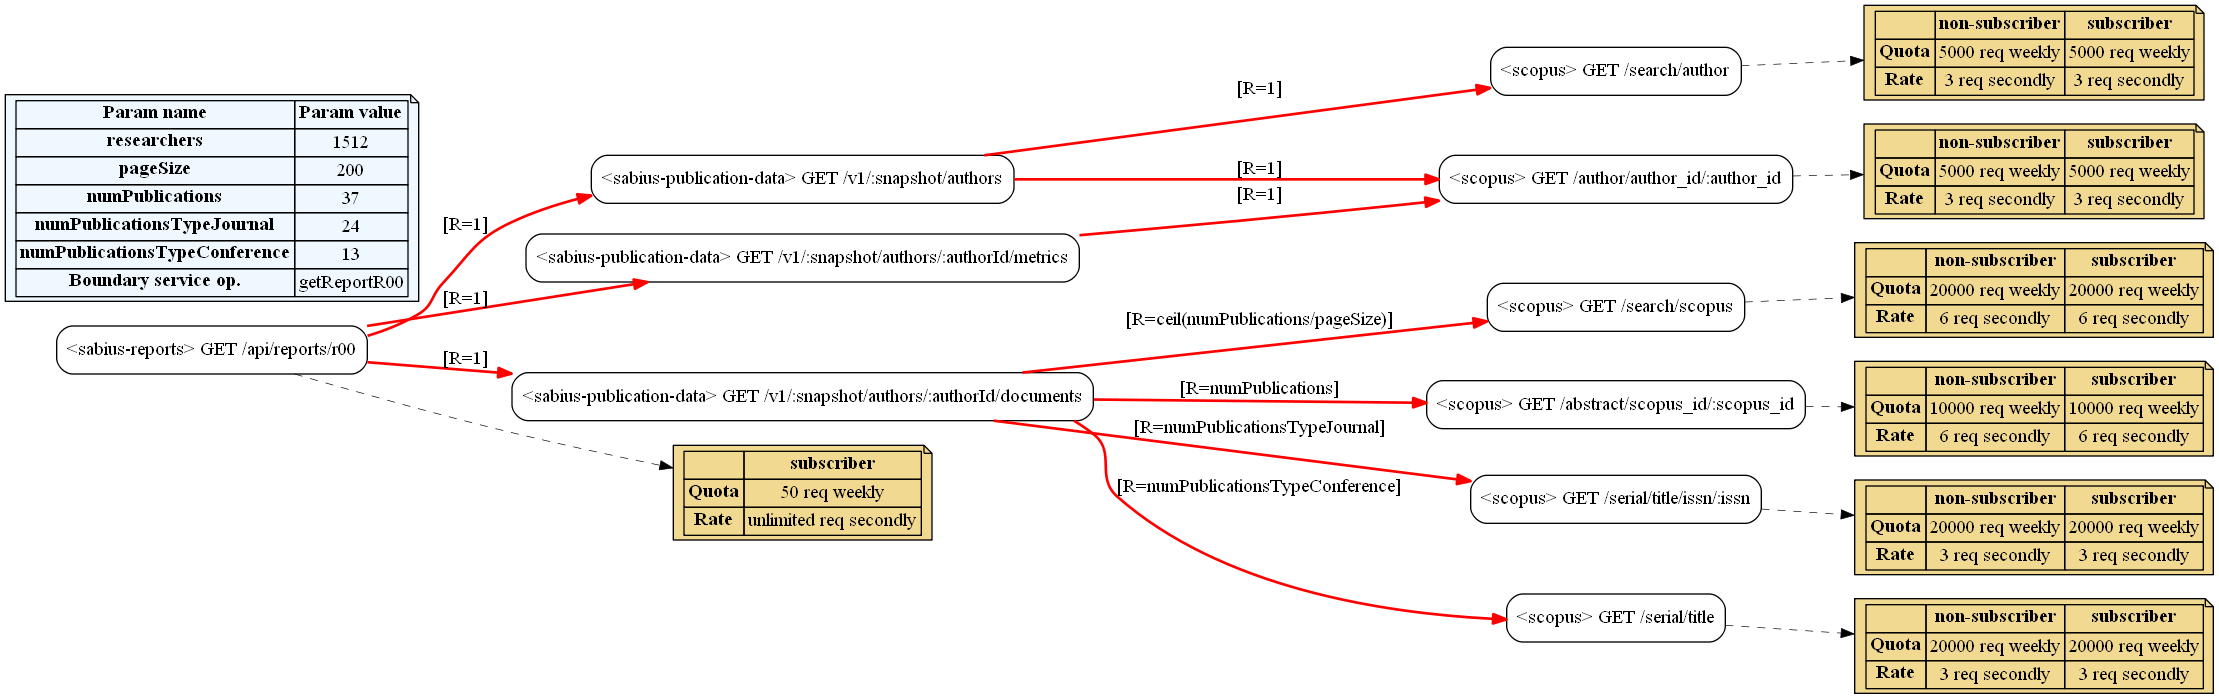 Param name Param value
researchers 1512
pageSize 200
numPublications 37
numPublicationsTypeJournal 24
numPublicationsTypeConference 13
Boundary service op. getReportR00
<sabius-reports> GET /api/reports/r00
[R=1]
[R=1]
[R=1]
subscriber
Quota 50 req weekly
Rate unlimited req secondly
<sabius-publication-data> GET /v1/:snapshot/authors
<sabius-publication-data> GET /v1/:snapshot/authors/:authorId/metrics
<sabius-publication-data> GET /v1/:snapshot/authors/:authorId/documents
[R=1]
[R=1]
[R=1]
[R=ceil(numPublications/pageSize)]
[R=numPublications]
[R=numPublicationsTypeJournal]
[R=numPublicationsTypeConference]
<scopus> GET /search/author
<scopus> GET /author/author_id/:author_id
<scopus> GET /search/scopus
<scopus> GET /abstract/scopus_id/:scopus_id
<scopus> GET /serial/title/issn/:issn
<scopus> GET /serial/title
non-subscriber subscriber
Quota 5000 req weekly 5000 req weekly
Rate 3 req secondly 3 req secondly
non-subscriber subscriber
Quota 5000 req weekly 5000 req weekly
Rate 3 req secondly 3 req secondly
non-subscriber subscriber
Quota 20000 req weekly 20000 req weekly
Rate 6 req secondly 6 req secondly
non-subscriber subscriber
Quota 10000 req weekly 10000 req weekly
Rate 6 req secondly 6 req secondly
non-subscriber subscriber
Quota 20000 req weekly 20000 req weekly
Rate 3 req secondly 3 req secondly
non-subscriber subscriber
Quota 20000 req weekly 20000 req weekly
Rate 3 req secondly 3 req secondly